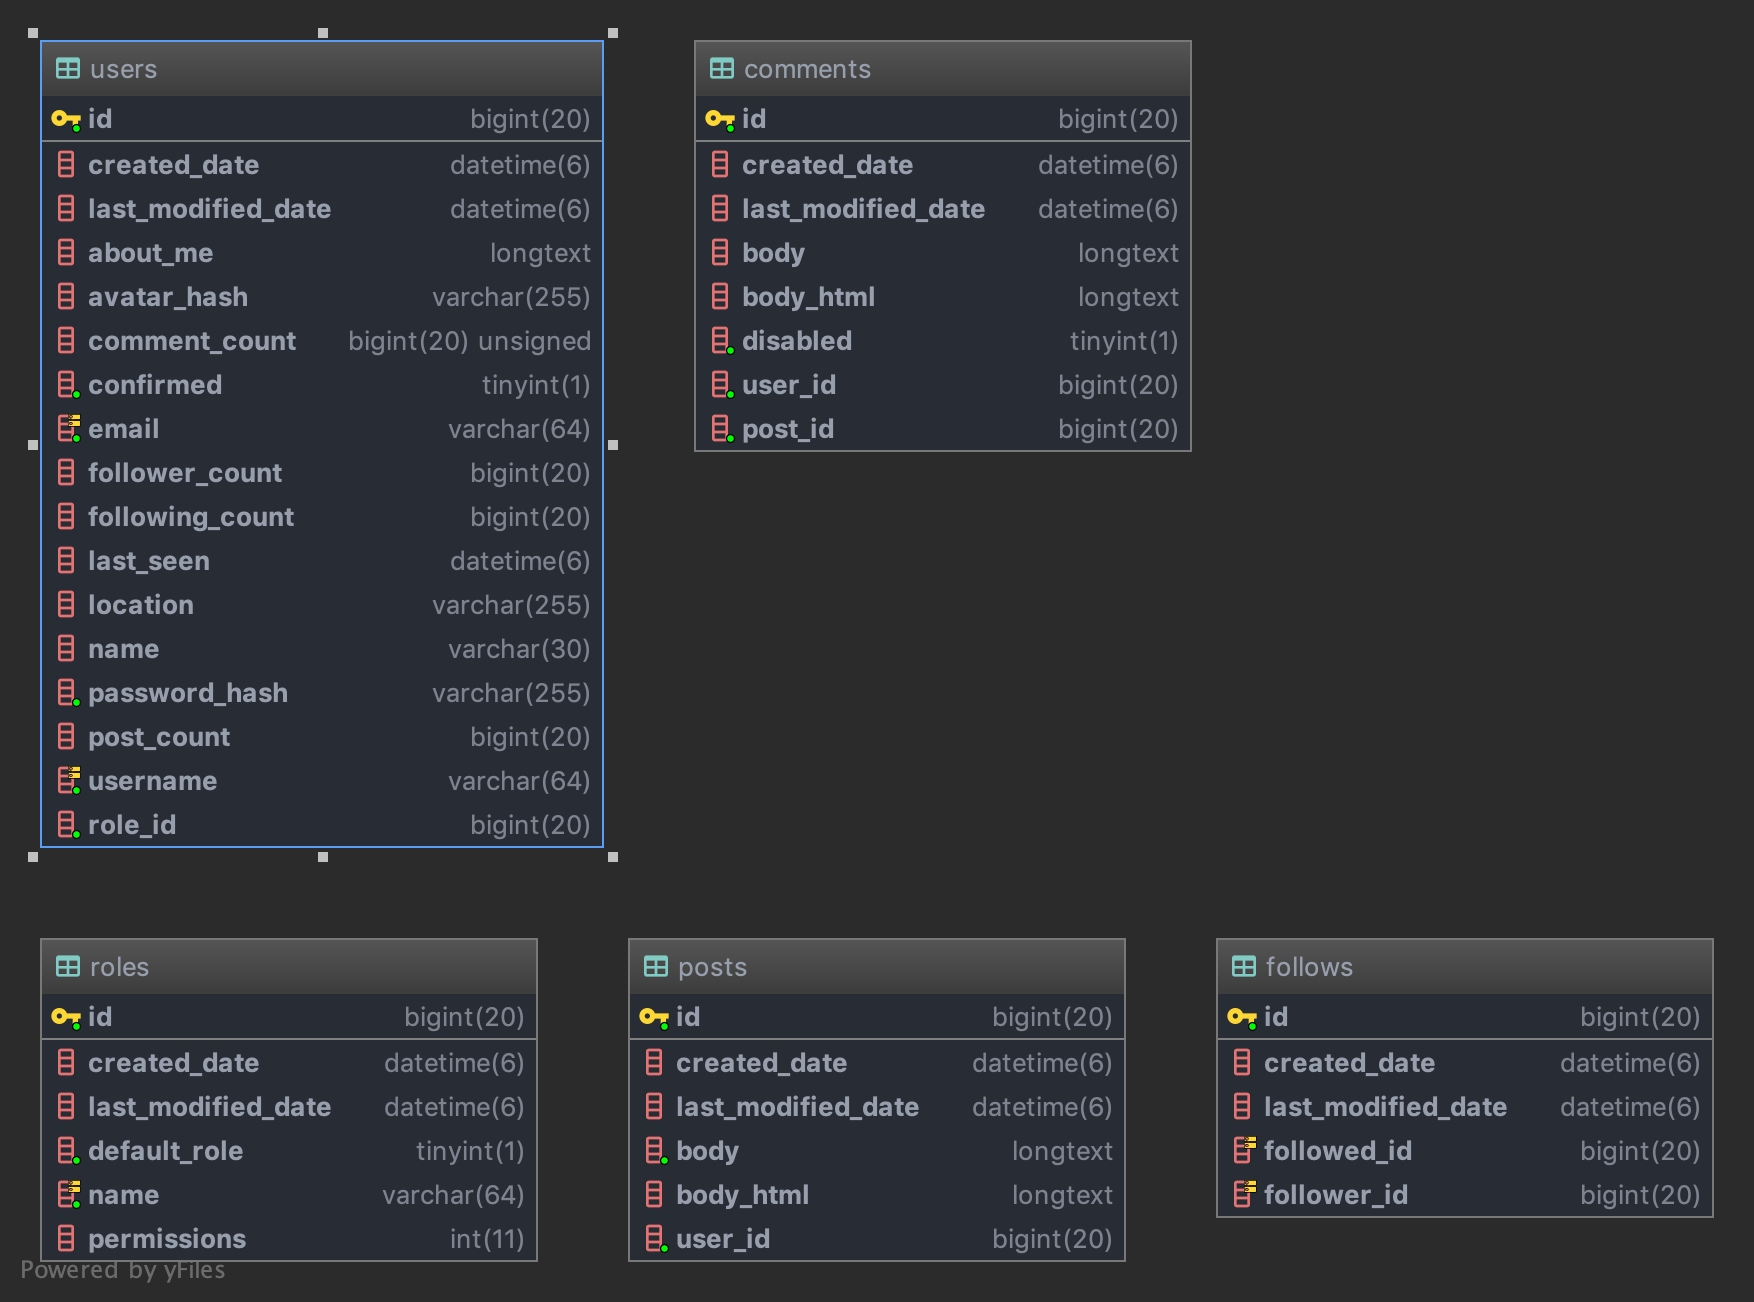 users
id bigint(20)
created_date datetime(6)
last_modified_date datetime(6)
about_me longtext
avatar_hash varchar(255)
comment_count bigint(20) unsigned
confirmed tinyint(1)
email varchar(64)
follower_count bigint(20)
following_count bigint(20)
last_seen datetime(6)
location varchar(255)
name varchar(30)
password_hash varchar(255)
post_count bigint(20)
username varchar(64)
role_id bigint(20)
comments
id bigint(20)
created_date datetime(6)
last_modified_date datetime(6)
body longtext
body_html longtext
disabled tinyint(1)
user_id bigint(20)
post_id bigint(20)
roles
id bigint(20)
created_date datetime(6)
last_modified_date datetime(6)
default_role tinyint(1)
name varchar(64)
permissions int(11)
posts
id bigint(20)
created_date datetime(6)
last_modified_date datetime(6)
body longtext
body_html longtext
user_id bigint(20)
follows
id bigint(20)
created_date datetime(6)
last_modified_date datetime(6)
followed_id bigint(20)
follower_id bigint(20)
Powered by yFiles